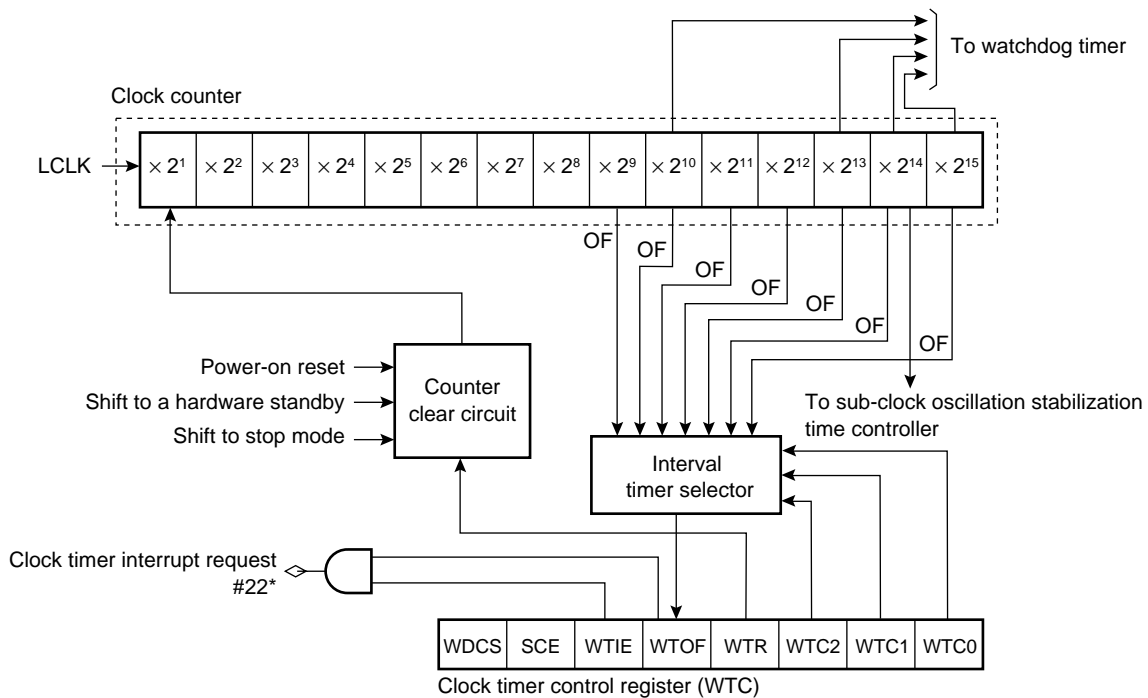 To watchdog timer
Clock counter
LCLK
× 2¹ × 2² × 2³ × 2⁴ × 2⁵ × 2⁶ × 2⁷ × 2⁸ × 2⁹ × 2¹⁰ × 2¹¹ × 2¹² × 2¹³ × 2¹⁴ × 2¹⁵
OF
OF
OF
OF
OF
OF
OF
Power-on reset
Shift to a hardware standby
Shift to stop mode
Counter
clear circuit
To sub-clock oscillation stabilization
time controller
Interval
timer selector
Clock timer interrupt request
#22*
WDCS SCE WTIE WTOF WTR WTC2 WTC1 WTC0
Clock timer control register (WTC)